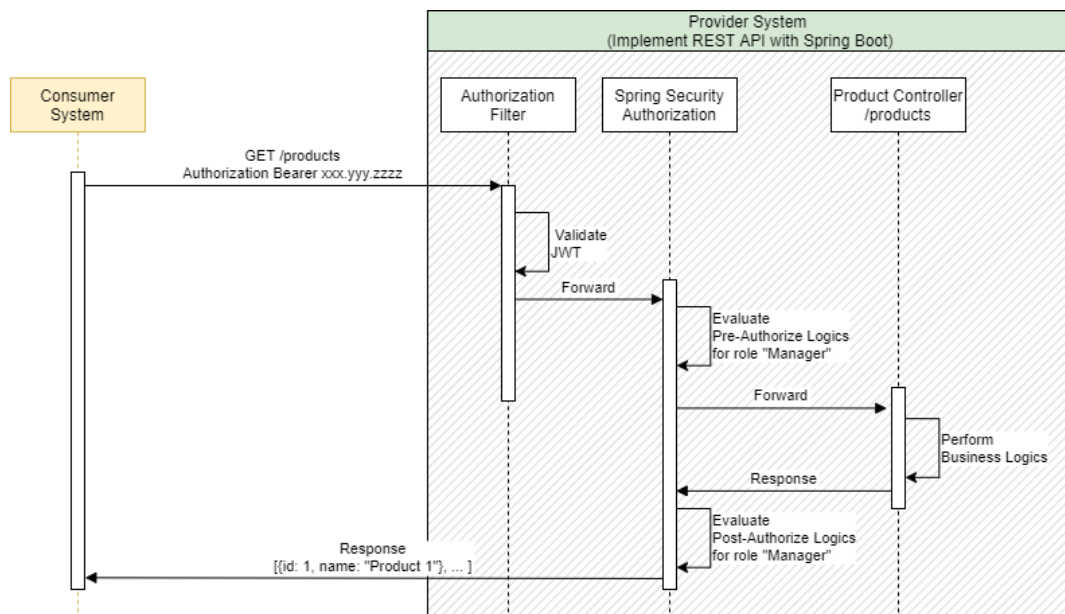 Provider System
(Implement REST API with Spring Boot)
Consumer
System
Authorization
Filter
Spring Security
Authorization
Product Controller
/products
GET /products
Authorization Bearer xxx.yyy.zzzz
Validate
JWT
Forward
Evaluate
Pre-Authorize Logics
for role "Manager"
Forward
Perform
Business Logics
Response
Evaluate
Post-Authorize Logics
for role "Manager"
Response
[{id: 1, name: "Product 1"}, ... ]